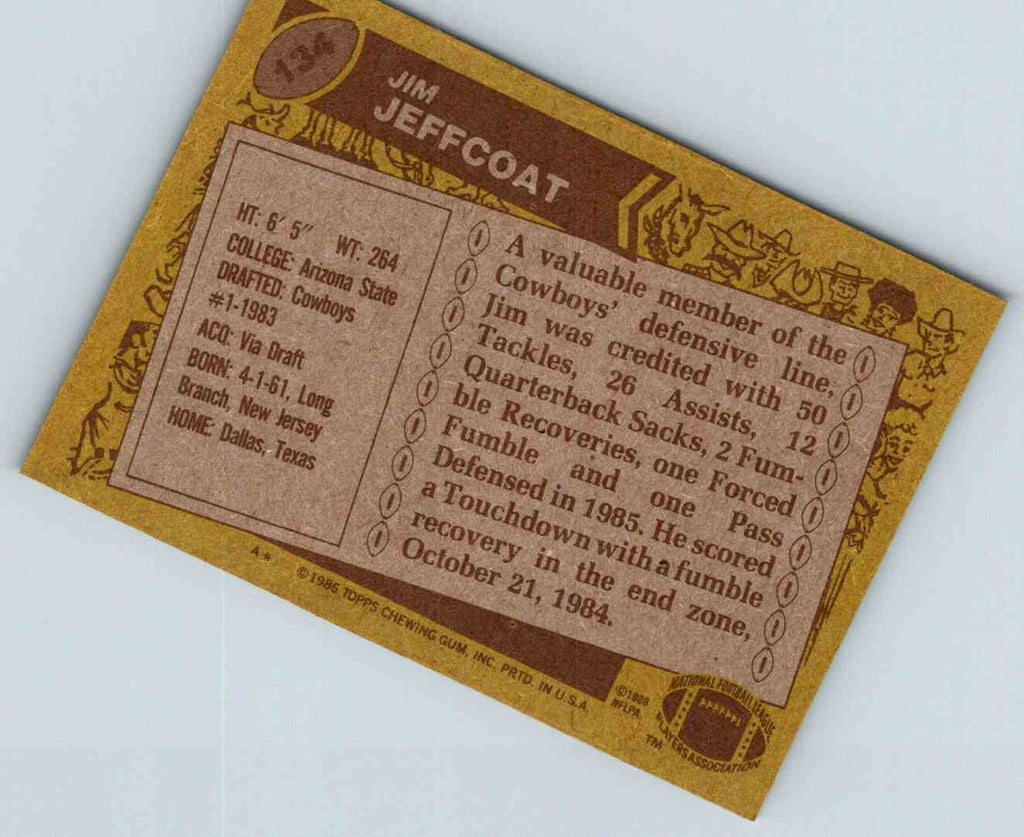 134
JIM
JEFFCOAT
HT: 6′ 5″ WT: 264
COLLEGE: Arizona State
DRAFTED: Cowboys
#1-1983
ACQ: Via Draft
BORN: 4-1-61, Long
Branch, New Jersey
HOME: Dallas, Texas
A valuable member of the
Cowboys' defensive line,
Jim was credited with 50
Tackles, 26 Assists, 12
Quarterback Sacks, 2 Fum-
ble Recoveries, one Forced
Fumble and one Pass
Defensed in 1985. He scored
a Touchdown with a fumble
recovery in the end zone,
October 21, 1984.
A*
©1986 TOPPS CHEWING GUM, INC. PRTD. IN U.S.A.
©1986
NFLPA
NATIONAL FOOTBALL LEAGUE
PLAYERS ASSOCIATION
TM